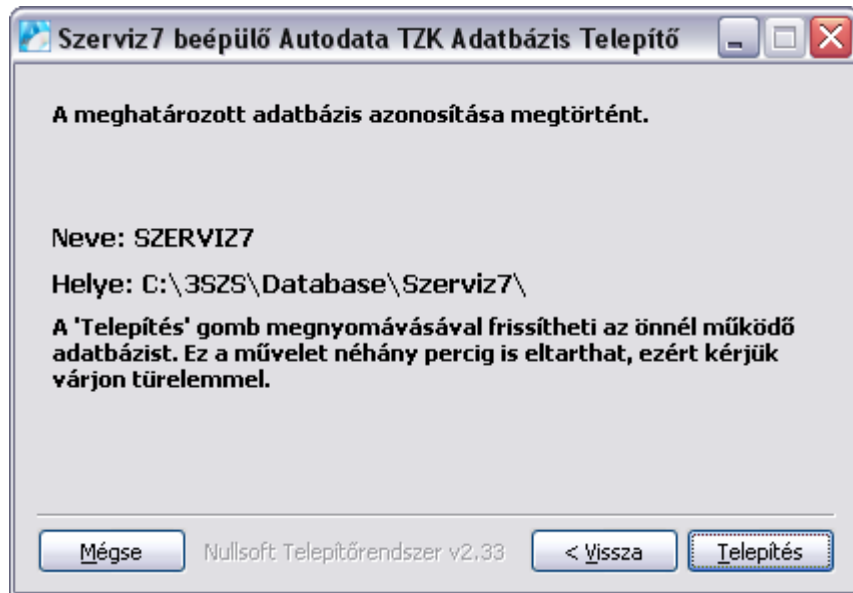 Szerviz7 beépülő Autodata TZK Adatbázis Telepítő
A meghatározott adatbázis azonosítása megtörtént.
Neve: SZERVIZ7
Helye: C:\3SZS\Database\Szerviz7\
A 'Telepítés' gomb megnyomávásával frissítheti az önnél működő
adatbázist. Ez a művelet néhány percig is eltarthat, ezért kérjük
várjon türelemmel.
Mégse
Nullsoft Telepítőrendszer v2.33
< Vissza
Telepítés